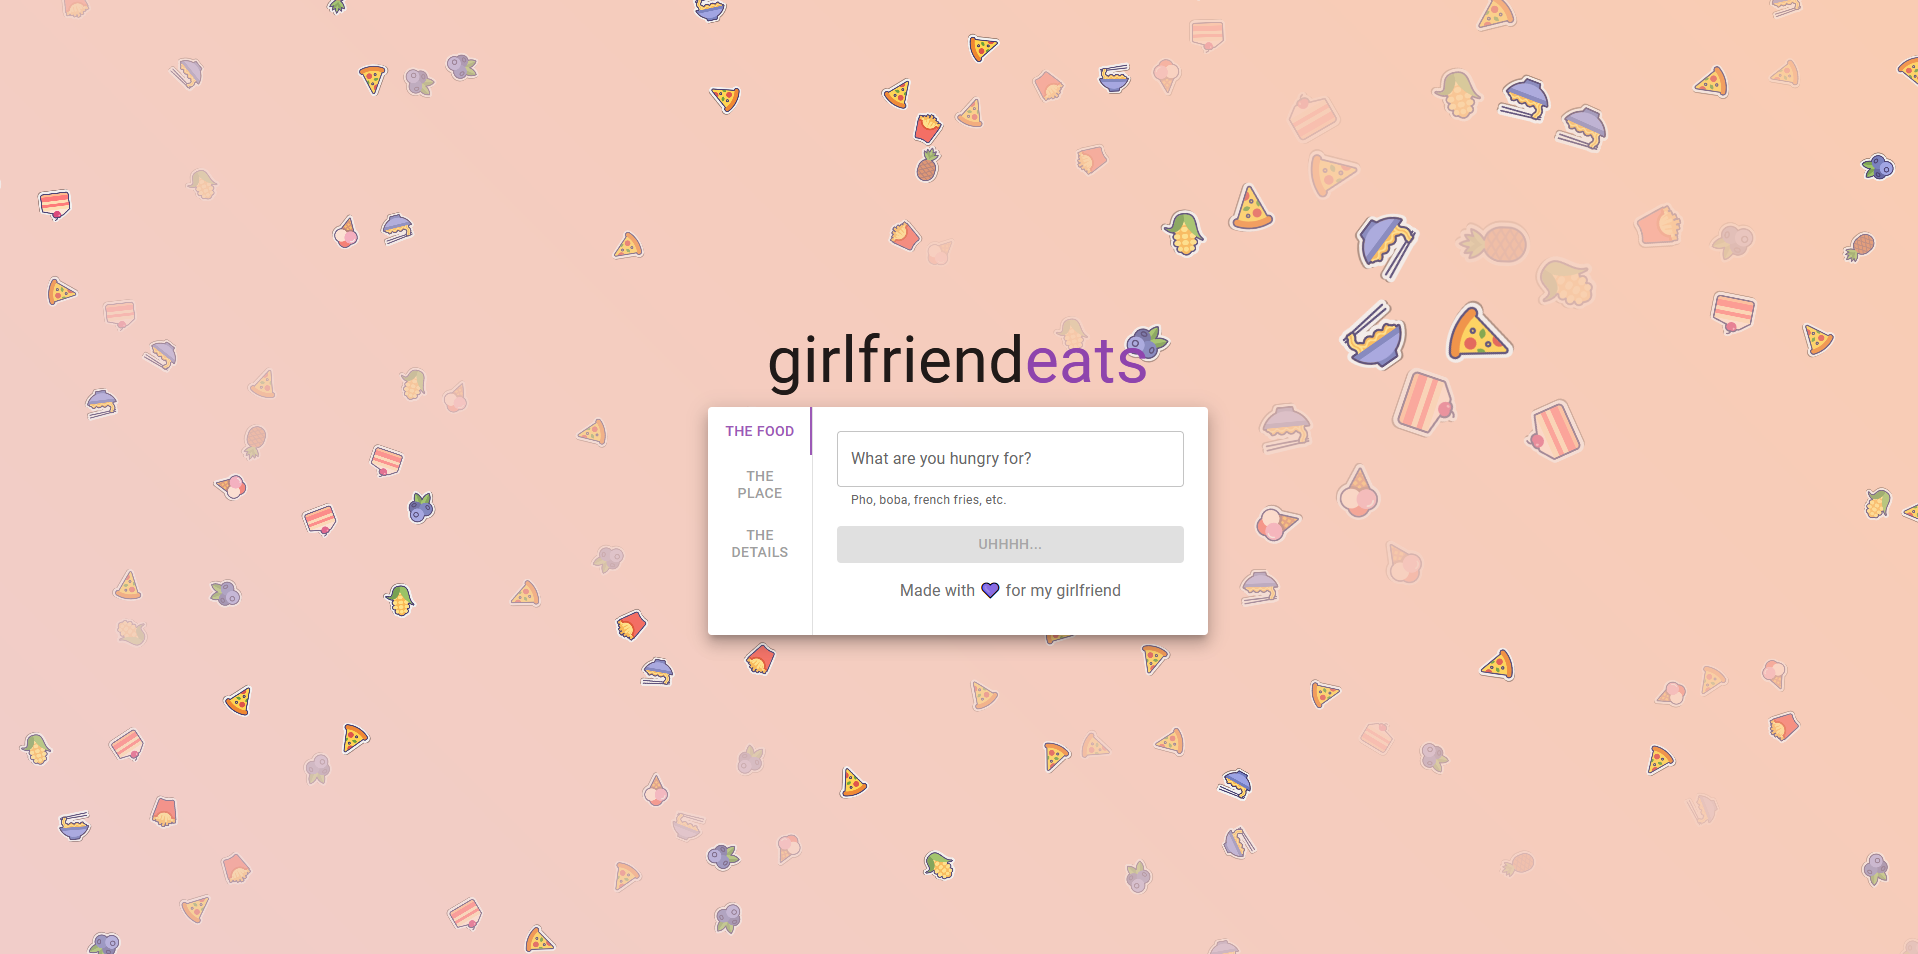 girlfriendeats
THE FOOD
THE
PLACE
THE
DETAILS
What are you hungry for?
Pho, boba, french fries, etc.
UHHHH...
Made with 💜 for my girlfriend